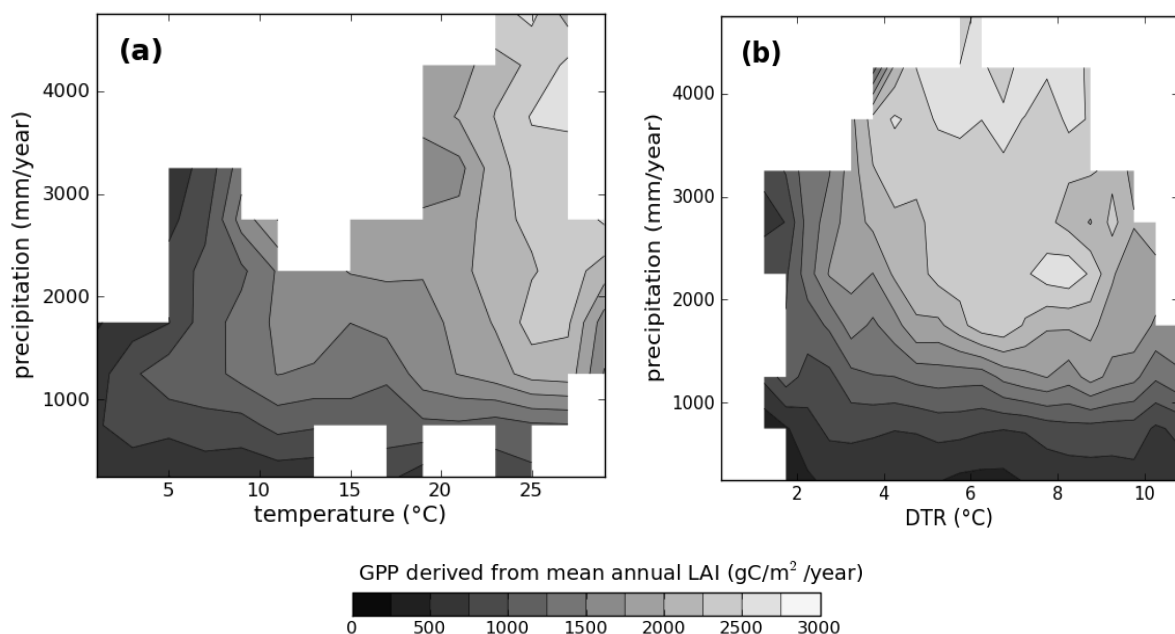 (a)
4000
3000
2000
1000
precipitation (mm/year)
5
10
15
20
25
temperature (°C)
(b)
4000
3000
2000
1000
precipitation (mm/year)
2
4
6
8
10
DTR (°C)
GPP derived from mean annual LAI (gC/m² /year)
0 500 1000 1500 2000 2500 3000